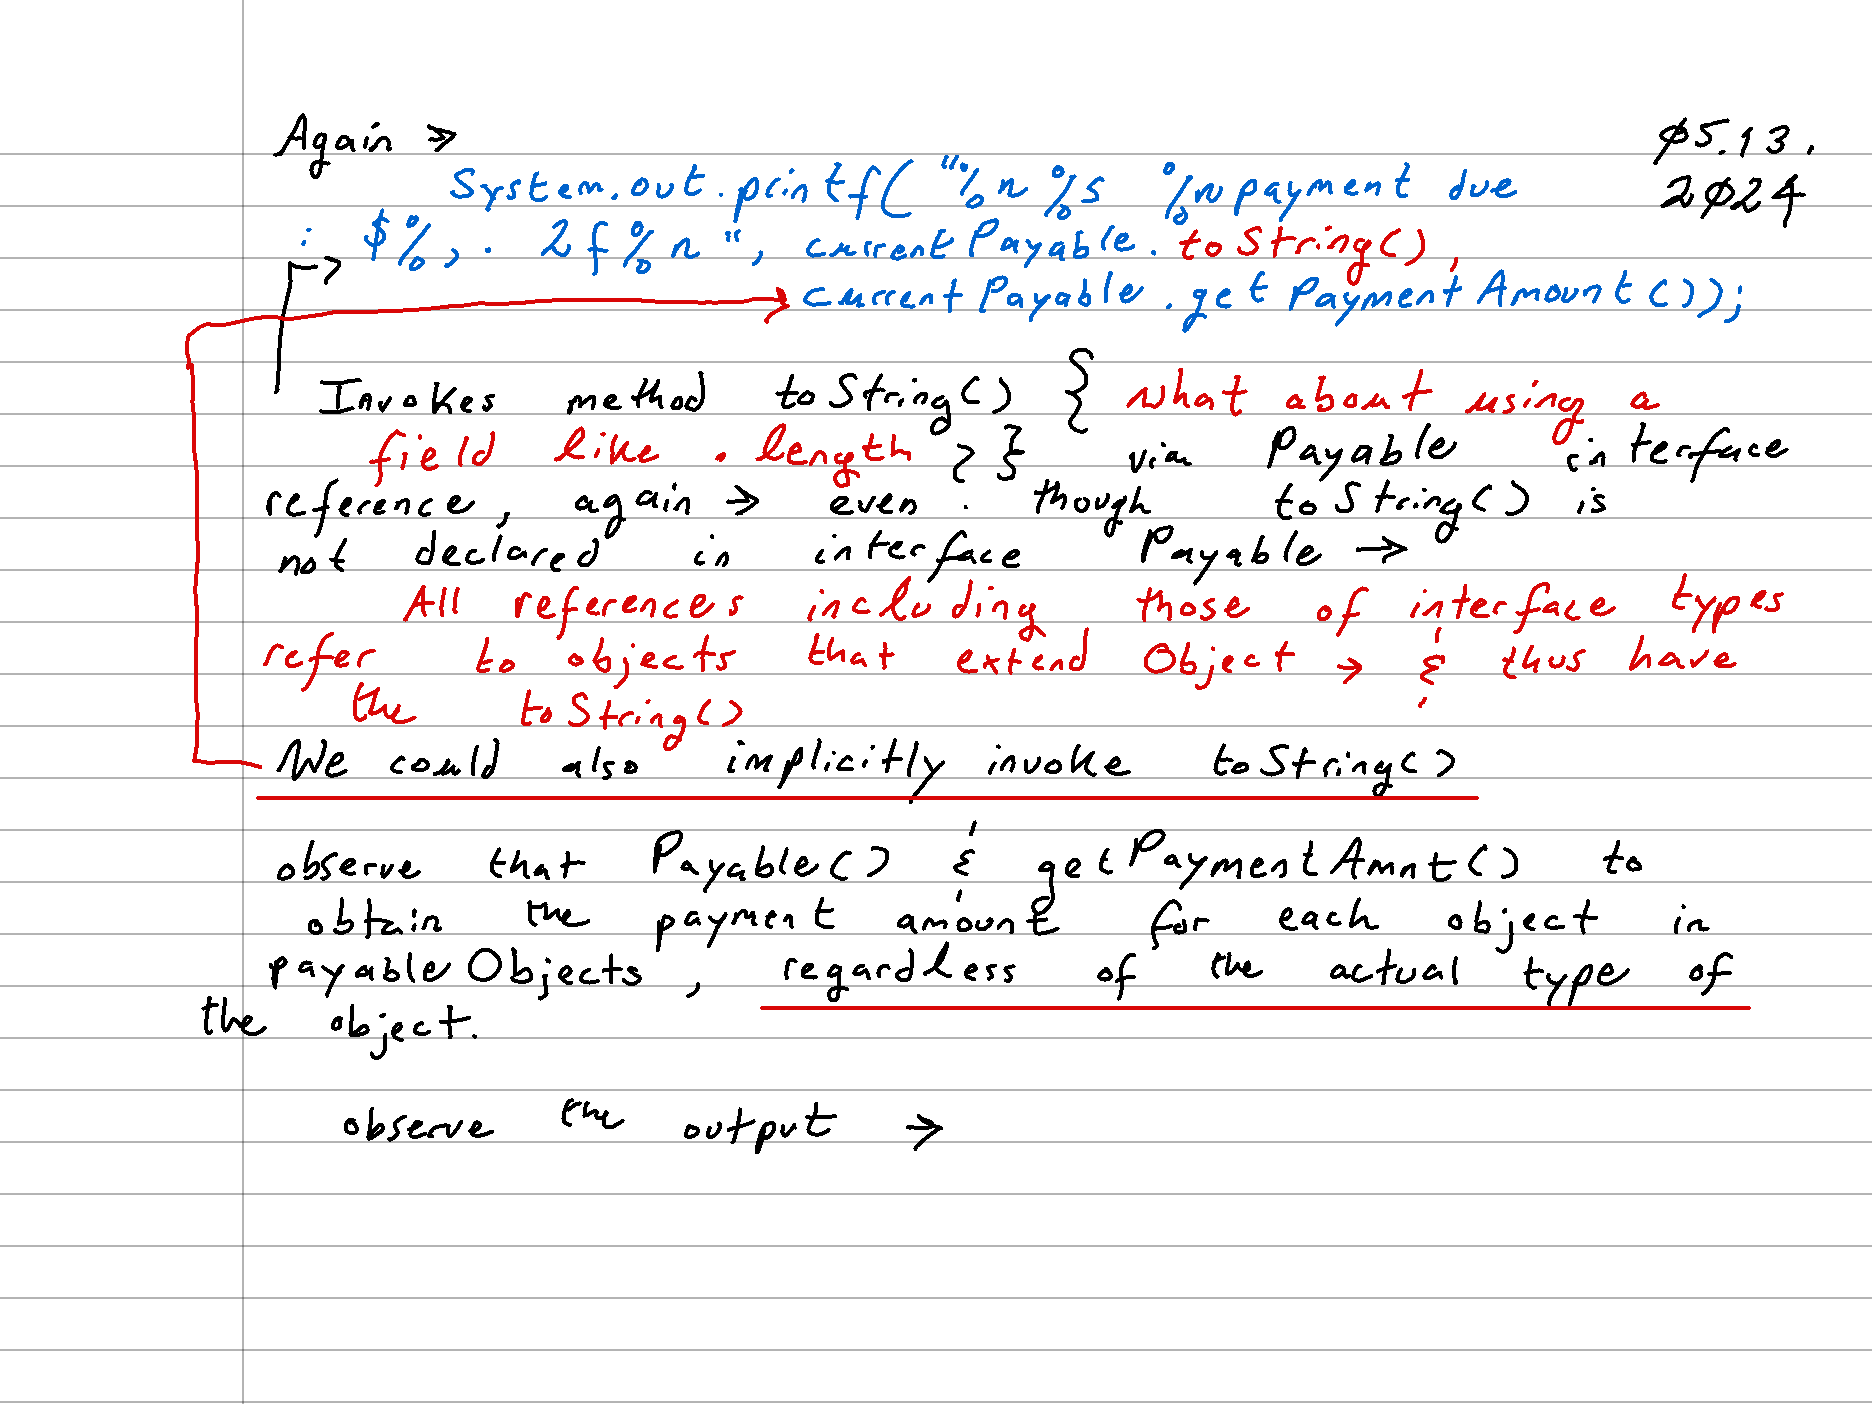 Again →
ø5.13.
2ø24
System.out.printf( "%n %s %npayment due
: $%, . 2f%n ", currentPayable.toString(),
currentPayable.getPaymentAmount());
Invokes method toString() { what about using a
field like .length ? } via Payable interface
reference, again → even . though toString() is
not declared in interface Payable →
All references including those of interface types
refer to objects that extend Object → & thus have
the toString()
We could also implicitly invoke toString()
observe that Payable() & getPaymentAmnt() to
obtain the payment amount for each object in
payableObjects, regardless of the actual type of
the object.
observe the output →